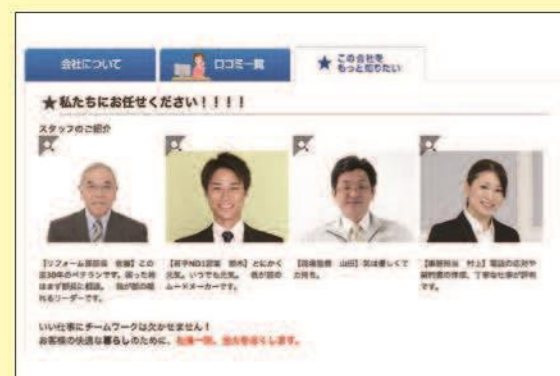 会社について
口コミ一覧
★ この会社を
もっと知りたい
★私たちにお任せください！！！！
スタッフのご紹介
【リフォーム部部長 佐藤】この
道30年のベテランです。困った時
はまず部長に相談。 我が部の頼
れるリーダーです。
【若手NO1営業 鈴木】とにかく
元気。いつでも元気。 我が部の
ムードメーカーです。
【現場監督 山田】気は優しくて
力持ち。
【事務担当 村上】電話の応対や
契約書の作成、丁寧な仕事が評判
です。
いい仕事にチームワークは欠かせません！
お客様の快適な暮らしのために、社員一同、全力を尽くします。